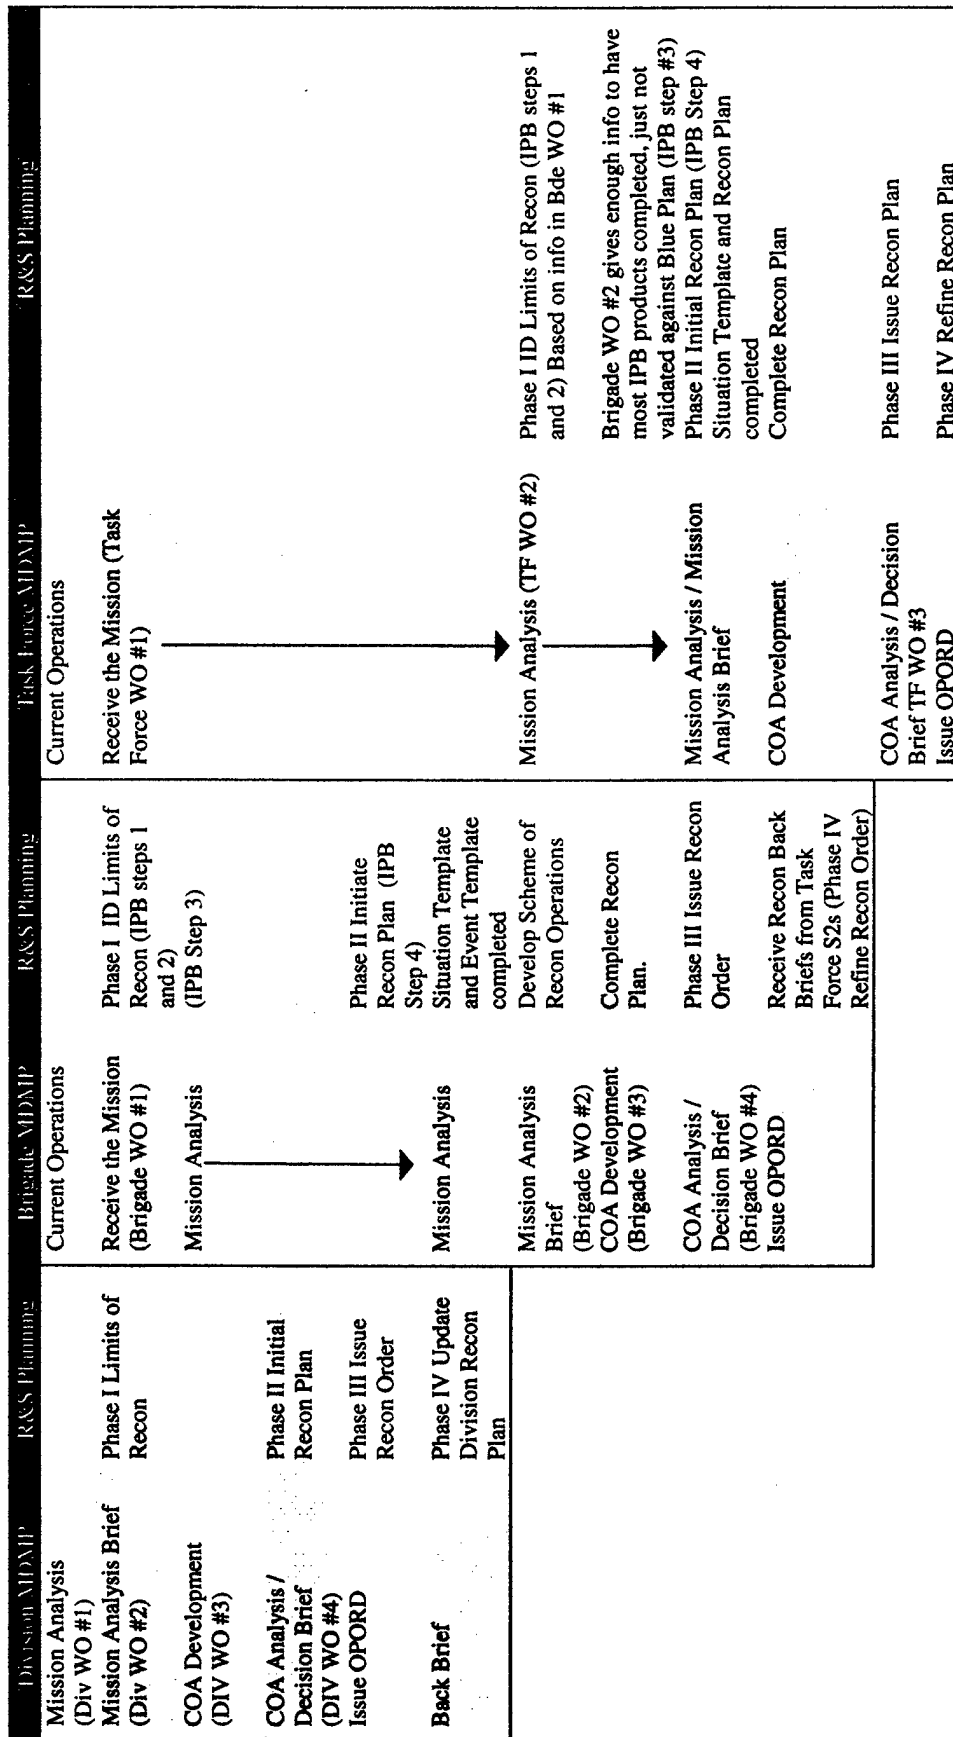 Division MDMP
R&S Planning
Brigade MDMP
R&S Planning
Task Force MDMP
R&S Planning
Mission Analysis
(Div WO #1)
Mission Analysis Brief
(Div WO #2)
COA Development
(DIV WO #3)
COA Analysis /
Decision Brief
(DIV WO #4)
Issue OPORD
Back Brief
Phase I Limits of
Recon
Phase II Initial
Recon Plan
Phase III Issue
Recon Order
Phase IV Update
Division Recon
Plan
Current Operations
Receive the Mission
(Brigade WO #1)
Mission Analysis
Mission Analysis
Mission Analysis
Brief
(Brigade WO #2)
COA Development
(Brigade WO #3)
COA Analysis /
Decision Brief
(Brigade WO #4)
Issue OPORD
Phase I ID Limits of
Recon (IPB steps 1
and 2)
(IPB Step 3)
Phase II Initiate
Recon Plan (IPB
Step 4)
Situation Template
and Event Template
completed
Develop Scheme of
Recon Operations
Complete Recon
Plan.
Phase III Issue Recon
Order
Receive Recon Back
Briefs from Task
Force S2s (Phase IV
Refine Recon Order)
Current Operations
Receive the Mission (Task
Force WO #1)
Mission Analysis (TF WO #2)
Mission Analysis / Mission
Analysis Brief
COA Development
COA Analysis / Decision
Brief TF WO #3
Issue OPORD
Phase I ID Limits of Recon (IPB steps 1
and 2) Based on info in Bde WO #1
Brigade WO #2 gives enough info to have
most IPB products completed, just not
validated against Blue Plan (IPB step #3)
Phase II Initial Recon Plan (IPB Step 4)
Situation Template and Recon Plan
completed
Complete Recon Plan
Phase III Issue Recon Plan
Phase IV Refine Recon Plan